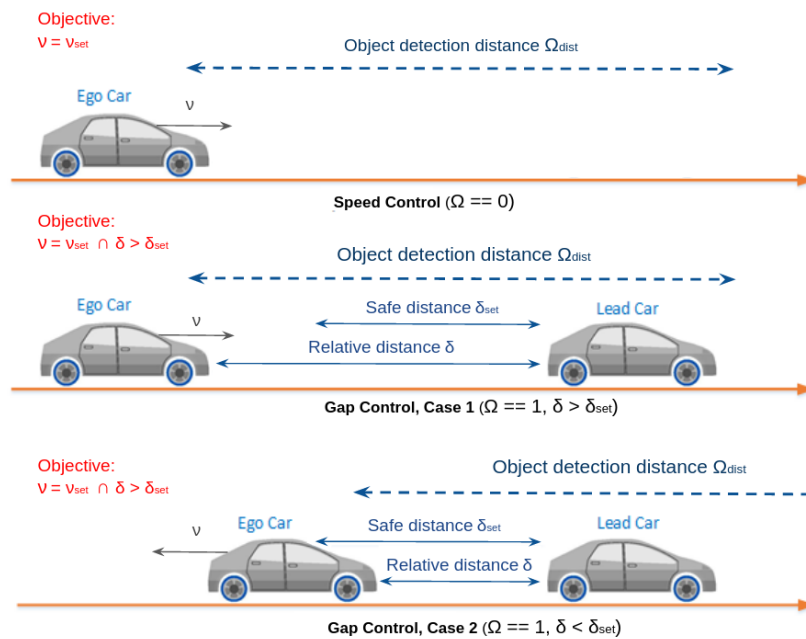 Objective:
ν = νset
Object detection distance Ωdist
Ego Car
ν
Speed Control (Ω == 0)
Objective:
ν = νset ∩ δ > δset
Object detection distance Ωdist
Ego Car
ν
Safe distance δset
Lead Car
Relative distance δ
Gap Control, Case 1 (Ω == 1, δ > δset)
Objective:
ν = νset ∩ δ > δset
Object detection distance Ωdist
ν
Ego Car
Safe distance δset
Lead Car
Relative distance δ
Gap Control, Case 2 (Ω == 1, δ < δset)